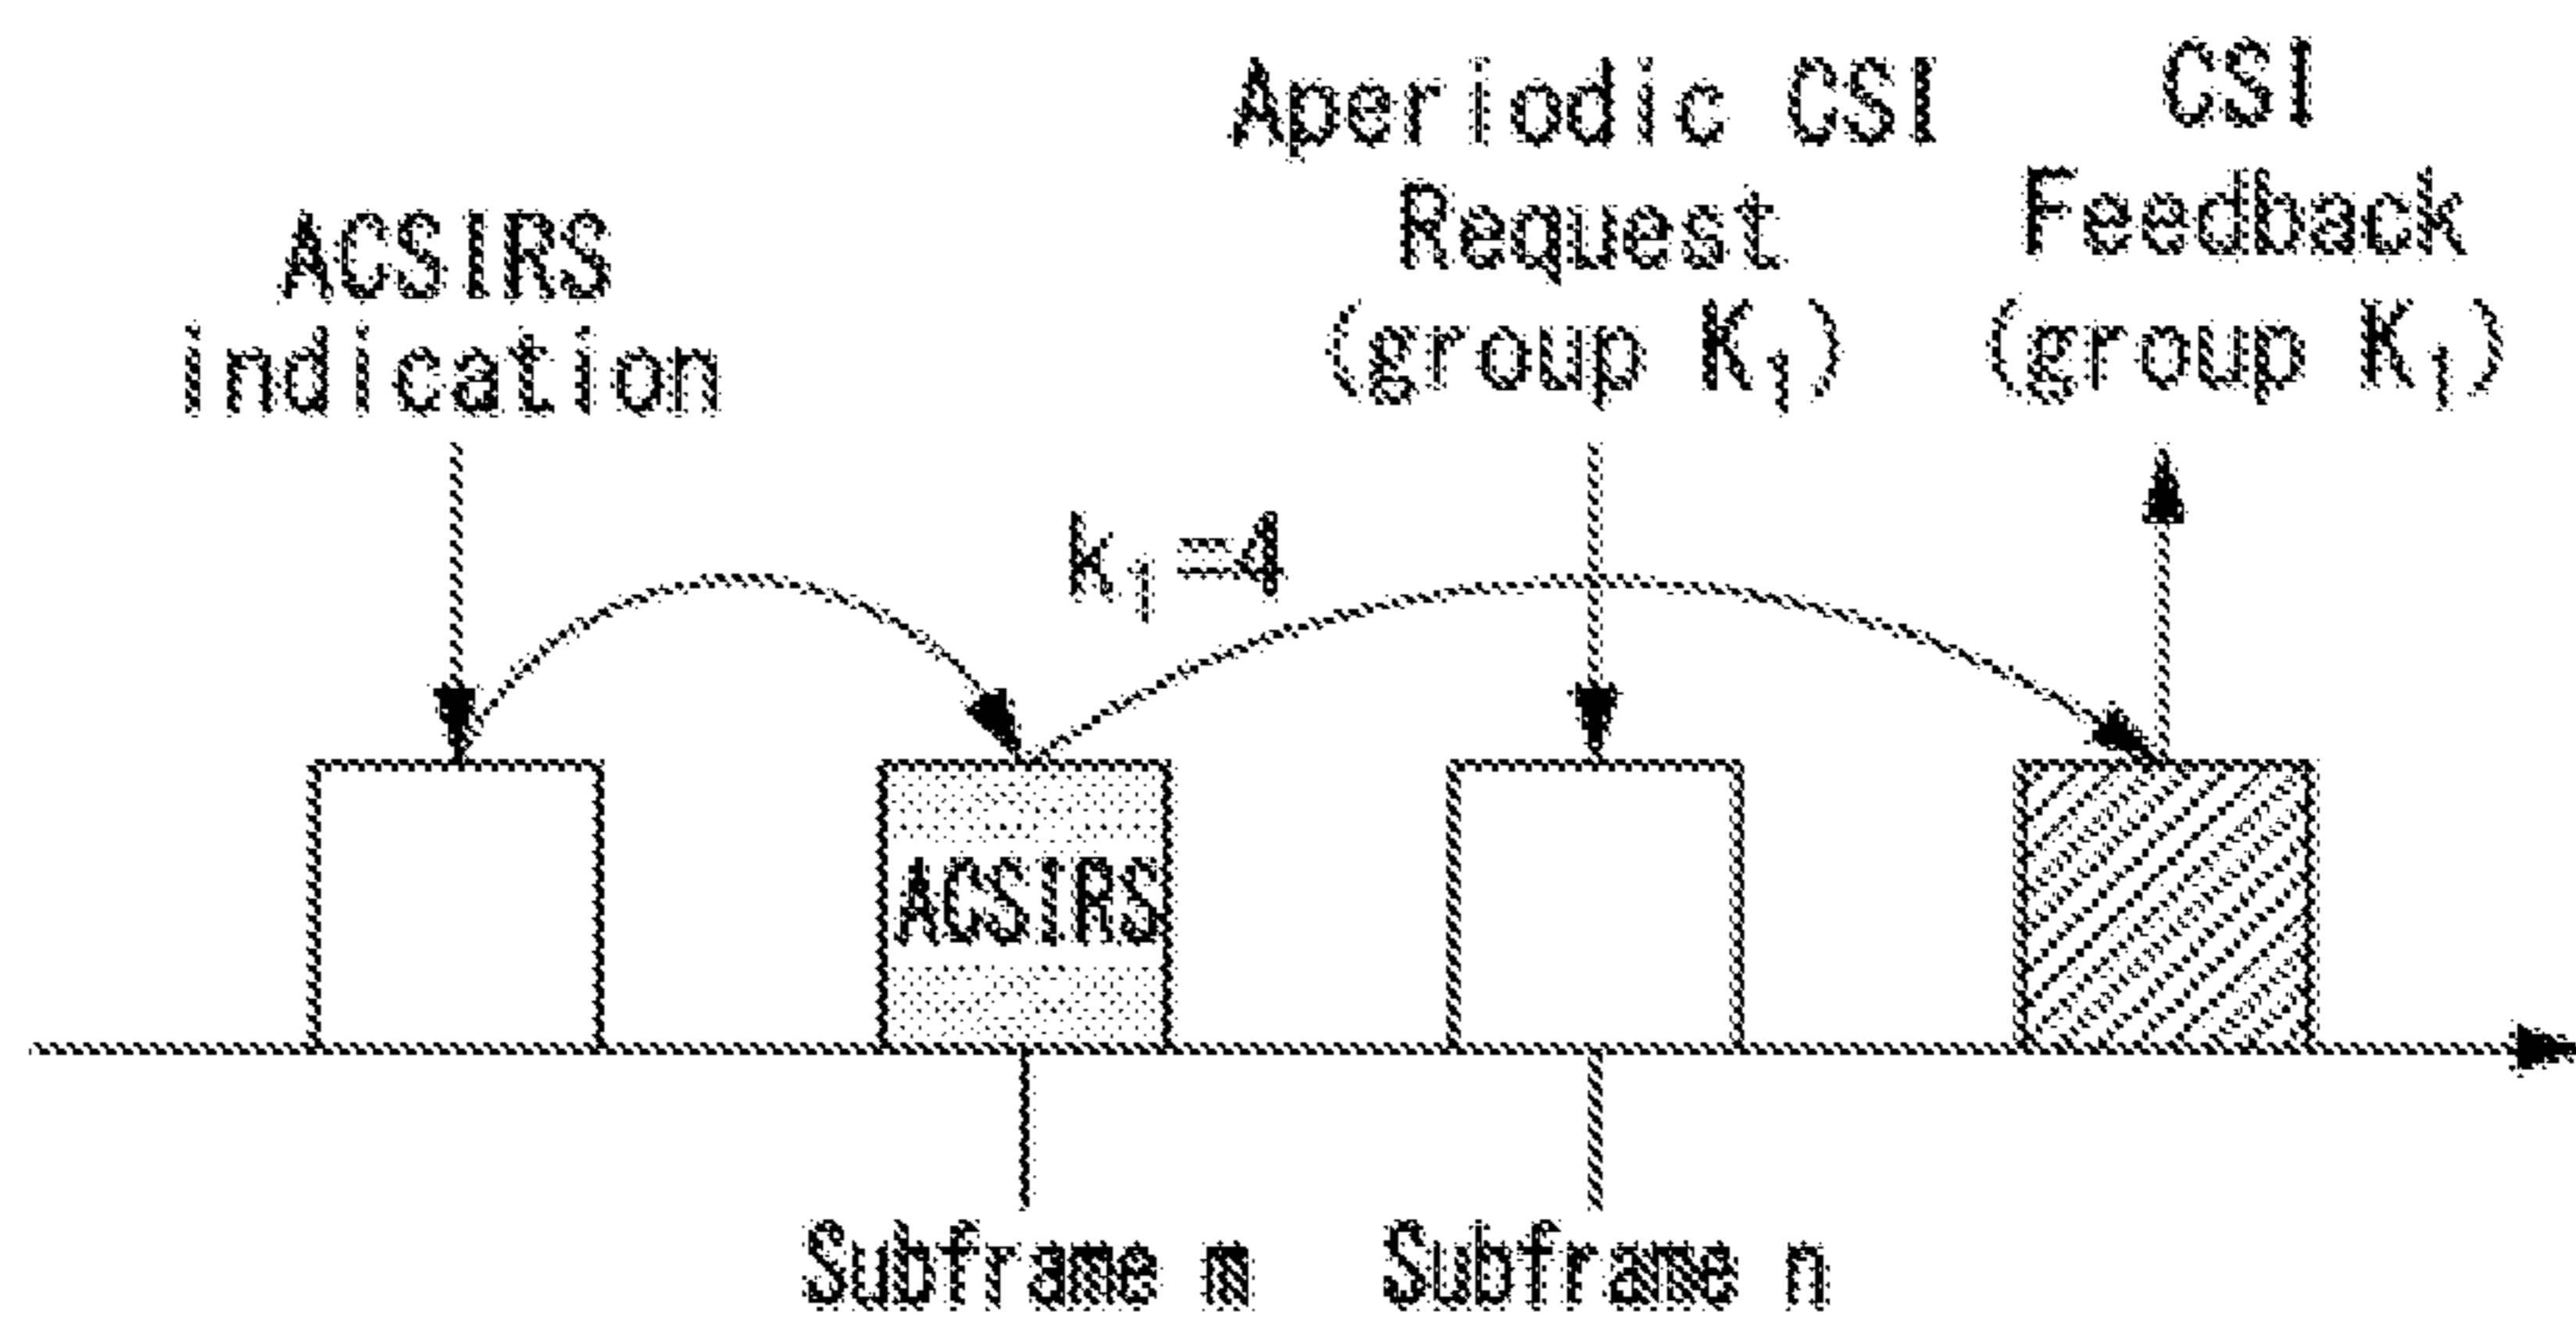 ACSIRS
indication
Aperiodic CSI
Request
(group K₁)
CSI
Feedback
(group K₁)
k₁=4
ACSIRS
Subframe m
Subframe n